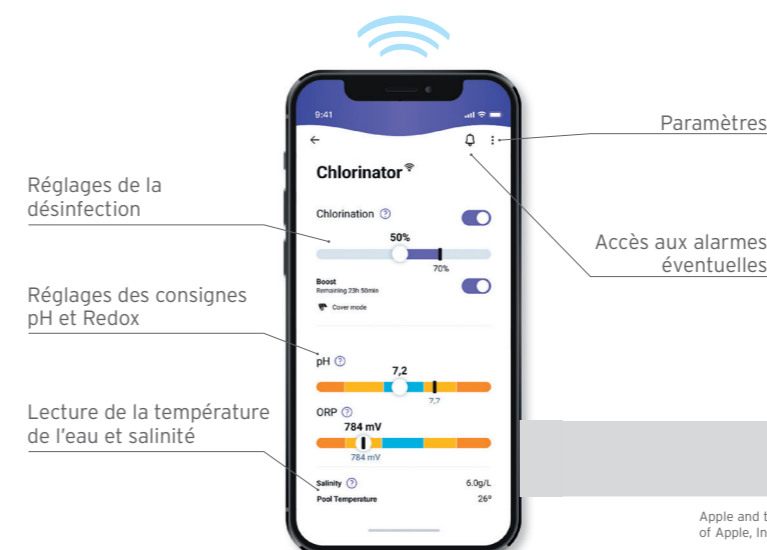 9:41
Paramètres
Chlorinator
Réglages de la
désinfection
Chlorination ?
50%
70%
Accès aux alarmes
éventuelles
Boost
Remaining 23h 50min
Cover mode
Réglages des consignes
pH et Redox
pH ?
7,2
7,7
Lecture de la température
de l'eau et salinité
ORP ?
784 mV
784 mV
Salinity ? 6.0g/L
Pool Temperature 26°
Apple and t
of Apple, In